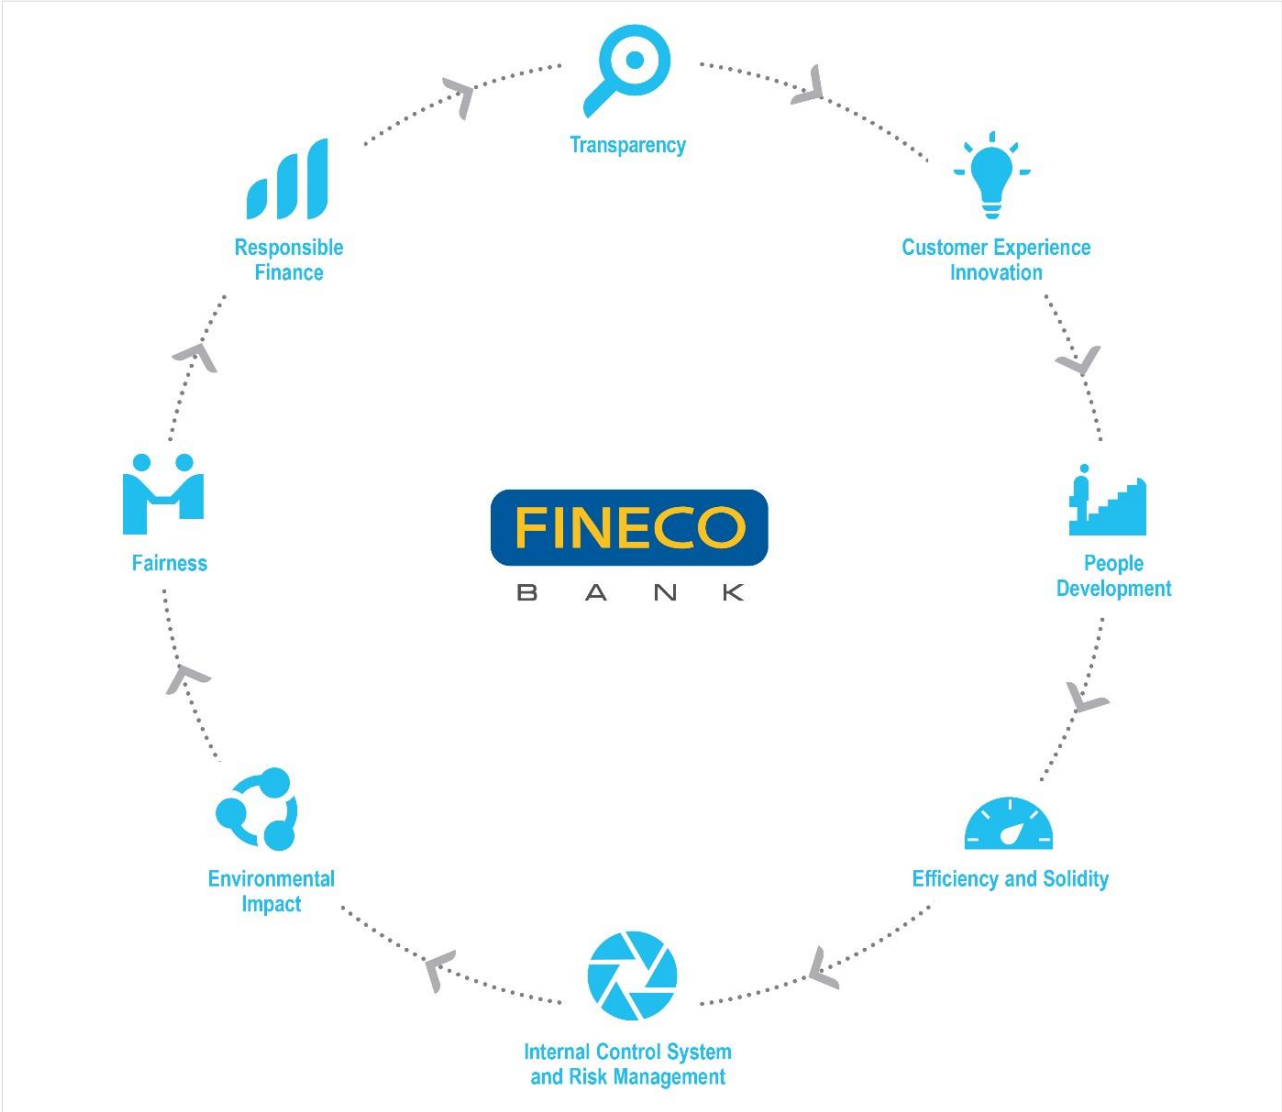 Transparency
Customer Experience
Innovation
Responsible
Finance
FINECO
BANK
Fairness
People
Development
Environmental
Impact
Efficiency and Solidity
Internal Control System
and Risk Management